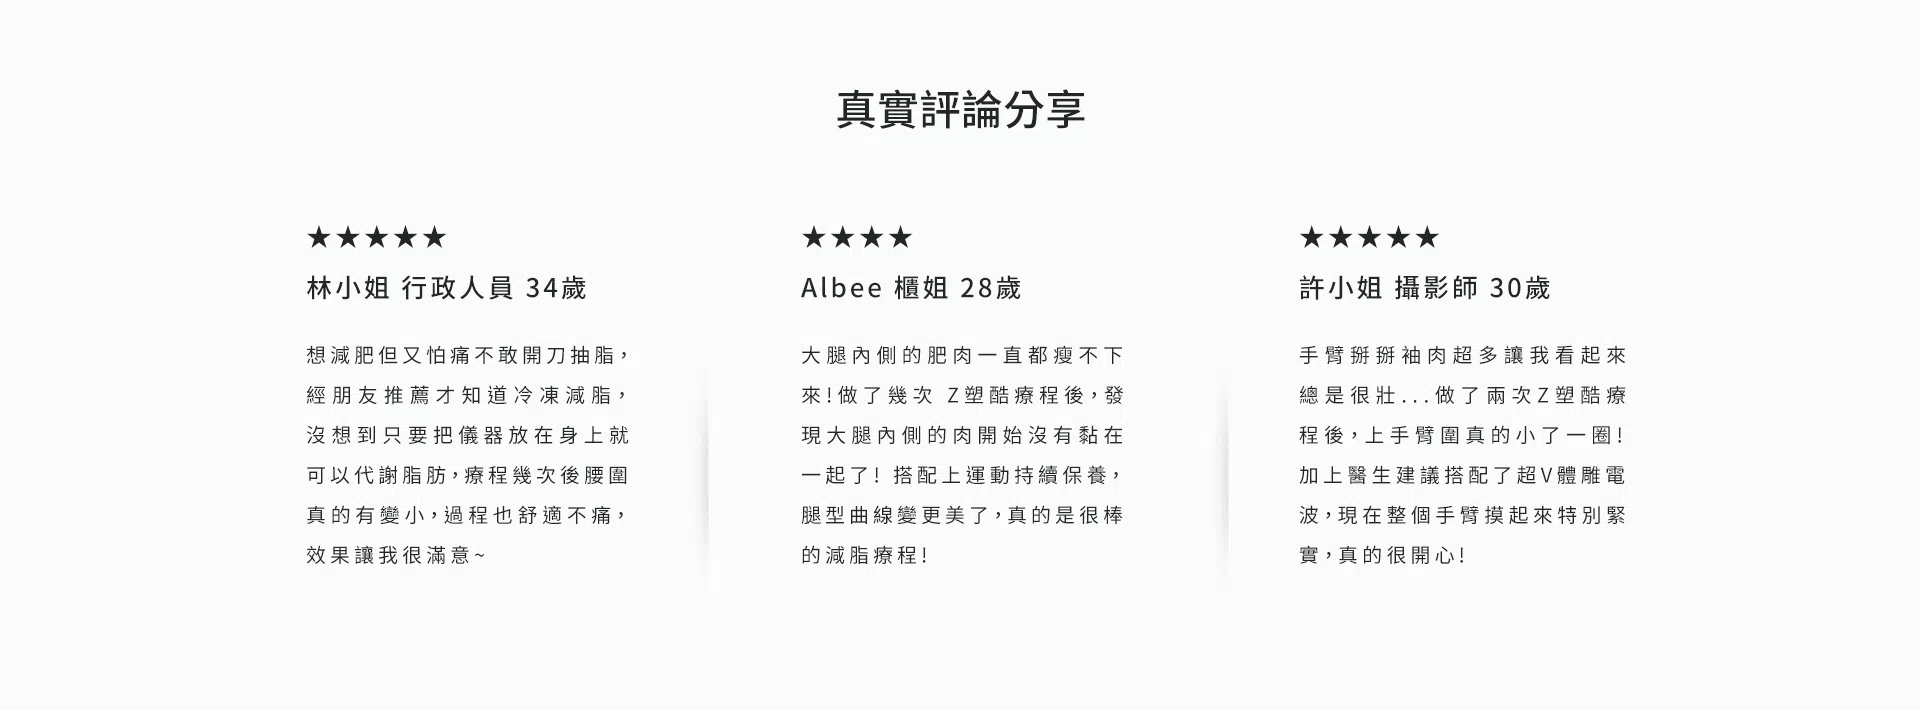 真實評論分享
★★★★★
林小姐 行政人員 34歲
想減肥但又怕痛不敢開刀抽脂，
經朋友推薦才知道冷凍減脂，
沒想到只要把儀器放在身上就
可以代謝脂肪，療程幾次後腰圍
真的有變小，過程也舒適不痛，
效果讓我很滿意~
★★★★
Albee 櫃姐 28歲
大腿內側的肥肉一直都瘦不下
來！做了幾次 Z塑酷療程後，發
現大腿內側的肉開始沒有黏在
一起了！ 搭配上運動持續保養，
腿型曲線變更美了，真的是很棒
的減脂療程！
★★★★★
許小姐 攝影師 30歲
手臂掰掰袖肉超多讓我看起來
總是很壯...做了兩次Z塑酷療
程後，上手臂圍真的小了一圈！
加上醫生建議搭配了超V體雕電
波，現在整個手臂摸起來特別緊
實，真的很開心！